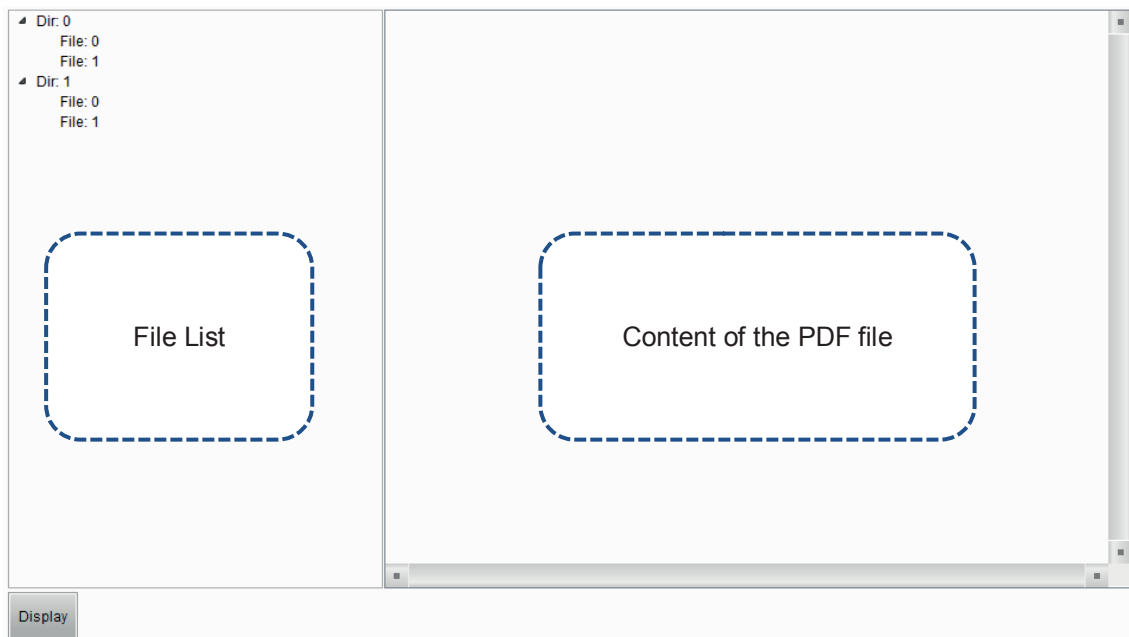 Dir: 0
File: 0
File: 1
Dir: 1
File: 0
File: 1
File List
Content of the PDF file
Display